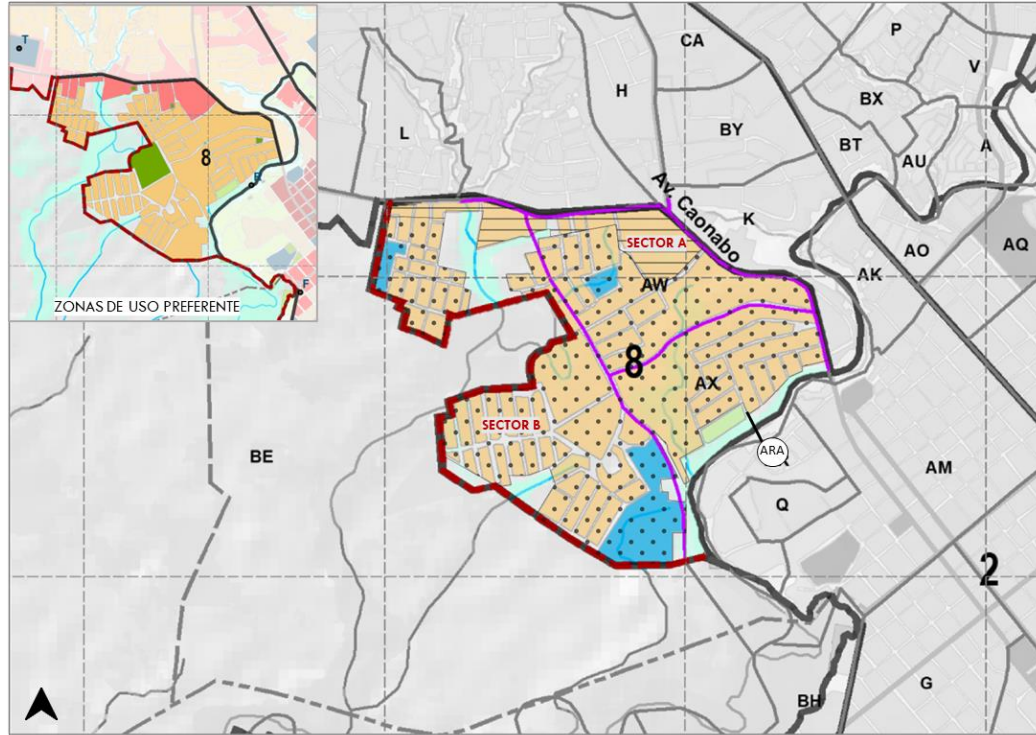 T
8
F
ZONAS DE USO PREFERENTE
CA
P
V
H
BX
L
BY
BT
A
AU
Av. Caonabo
K
SECTOR A
AO
AQ
AK
AW
8
AX
SECTOR B
ARA
BE
AM
Q
2
G
BH